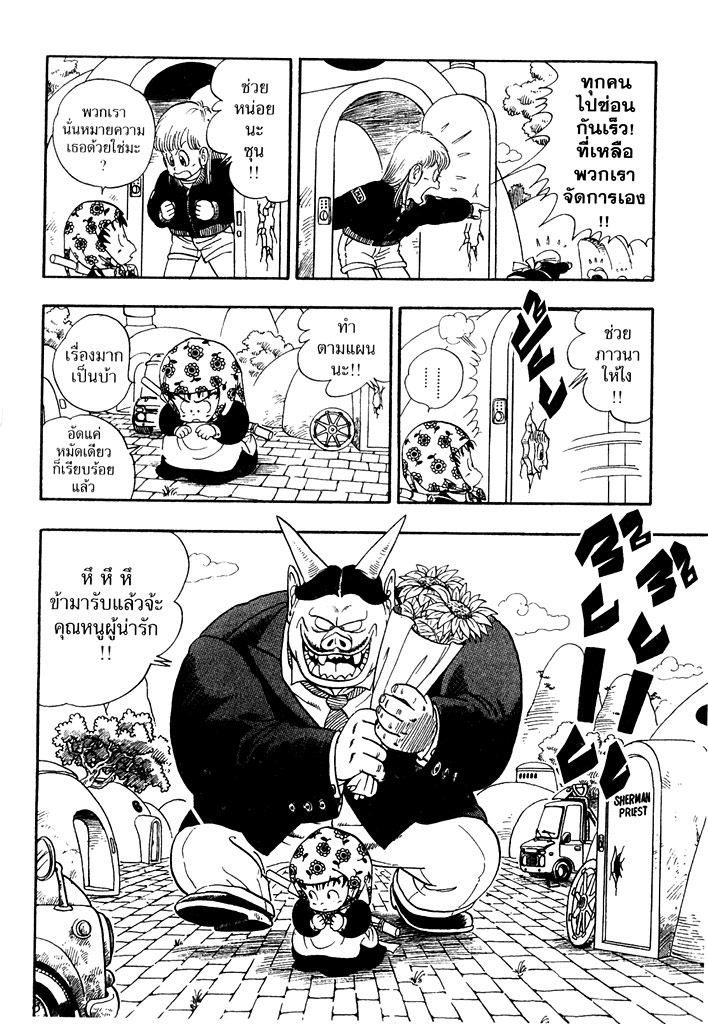 ทุกคน
ไปซ่อน
กันเร็ว!
ที่เหลือ
พวกเรา
จัดการเอง
!!
ช่วย
หน่อย
นะ
ซุน
!!
พวกเรา
นั่นหมายความ
เธอด้วยใช่มะ
?
ช่วย
ภาวนา
ให้ไง
!!
......
ทำ
ตามแผน
นะ!!
เรื่องมาก
เป็นบ้า
อัดแค่
หมัดเดียว
ก็เรียบร้อย
แล้ว
หึ หึ หึ
ข้ามารับแล้วจ้ะ
คุณหนูผู้น่ารัก
!!
SHERMAN
PRIEST